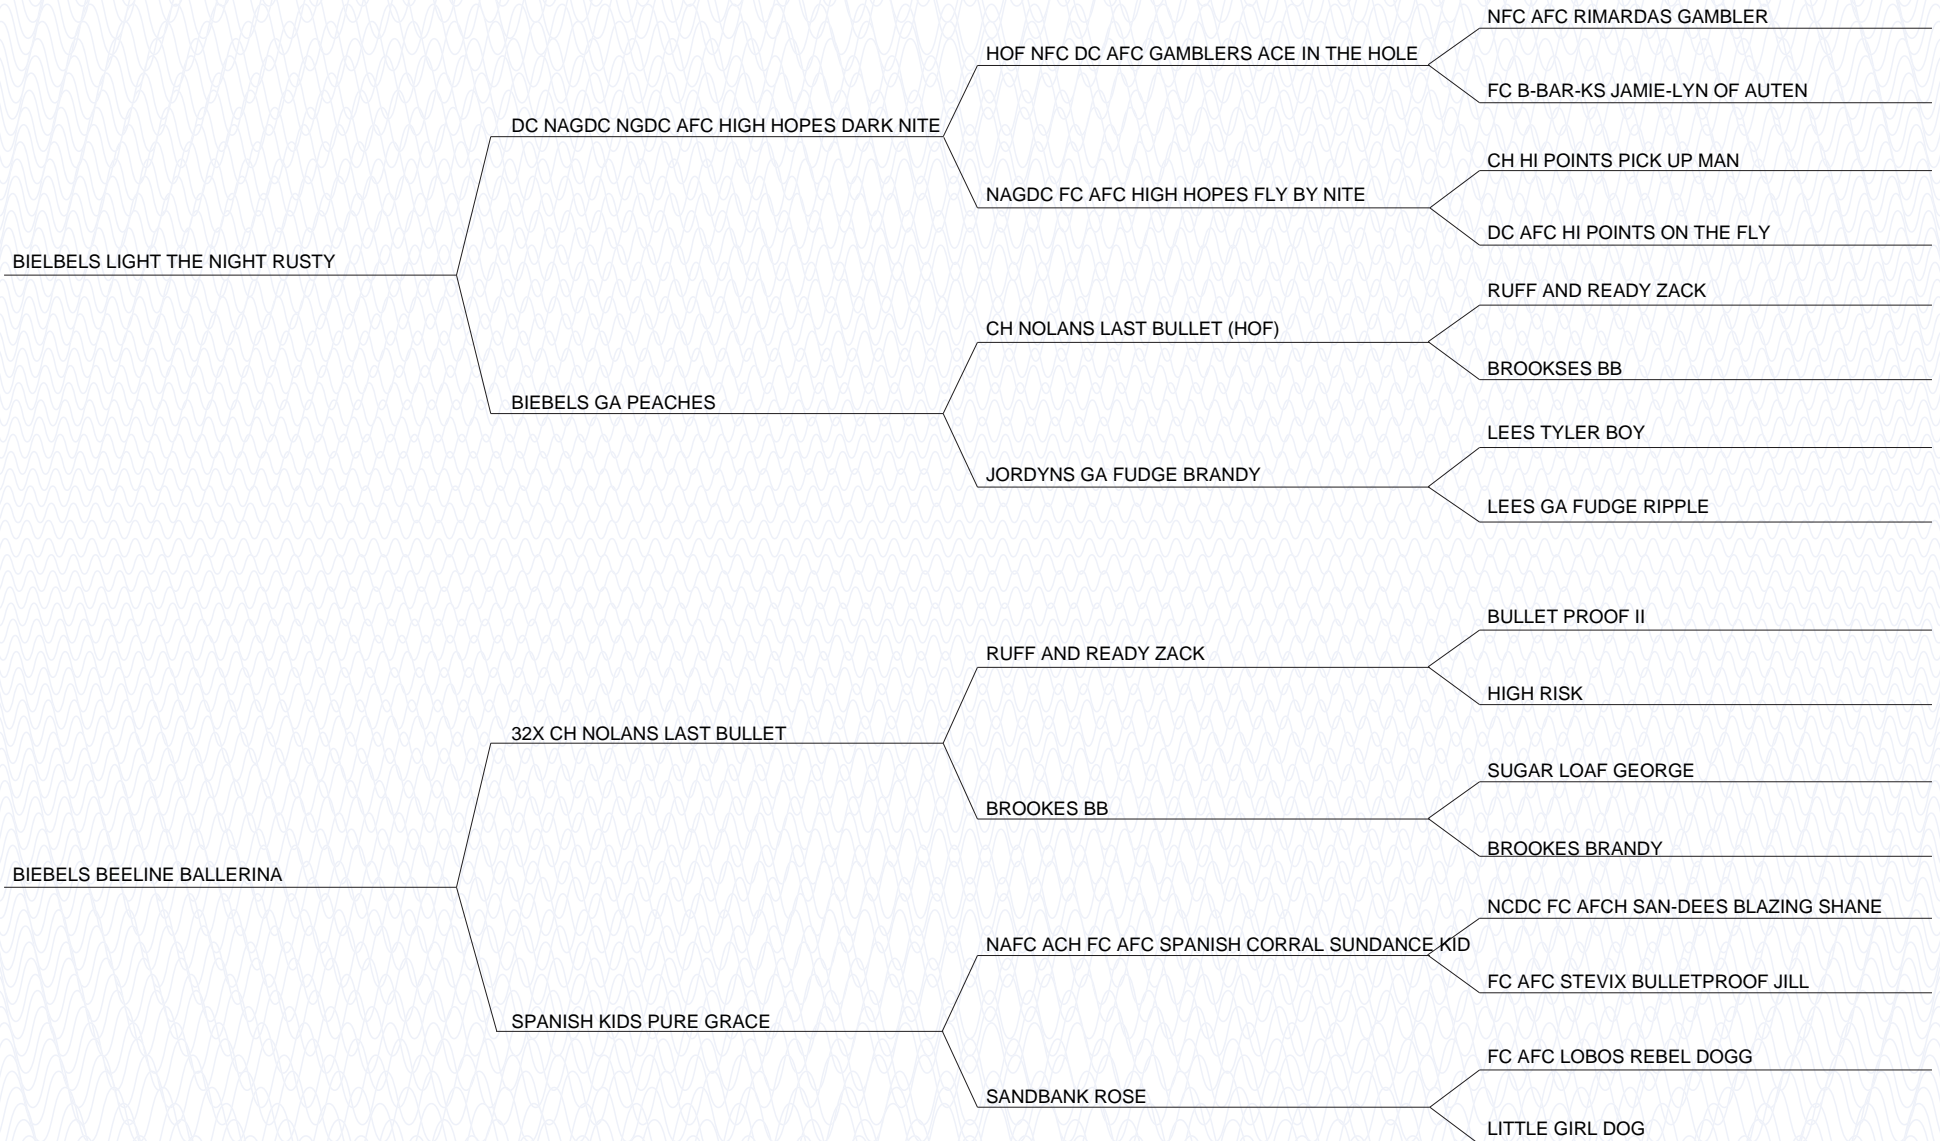 NFC AFC RIMARDAS GAMBLER
HOF NFC DC AFC GAMBLERS ACE IN THE HOLE
FC B-BAR-KS JAMIE-LYN OF AUTEN
DC NAGDC NGDC AFC HIGH HOPES DARK NITE
CH HI POINTS PICK UP MAN
NAGDC FC AFC HIGH HOPES FLY BY NITE
DC AFC HI POINTS ON THE FLY
BIELBELS LIGHT THE NIGHT RUSTY
RUFF AND READY ZACK
CH NOLANS LAST BULLET (HOF)
BROOKSES BB
BIEBELS GA PEACHES
LEES TYLER BOY
JORDYNS GA FUDGE BRANDY
LEES GA FUDGE RIPPLE
BULLET PROOF II
RUFF AND READY ZACK
HIGH RISK
32X CH NOLANS LAST BULLET
SUGAR LOAF GEORGE
BROOKES BB
BROOKES BRANDY
BIEBELS BEELINE BALLERINA
NCDC FC AFCH SAN-DEES BLAZING SHANE
NAFC ACH FC AFC SPANISH CORRAL SUNDANCE KID
FC AFC STEVIX BULLETPROOF JILL
SPANISH KIDS PURE GRACE
FC AFC LOBOS REBEL DOGG
SANDBANK ROSE
LITTLE GIRL DOG